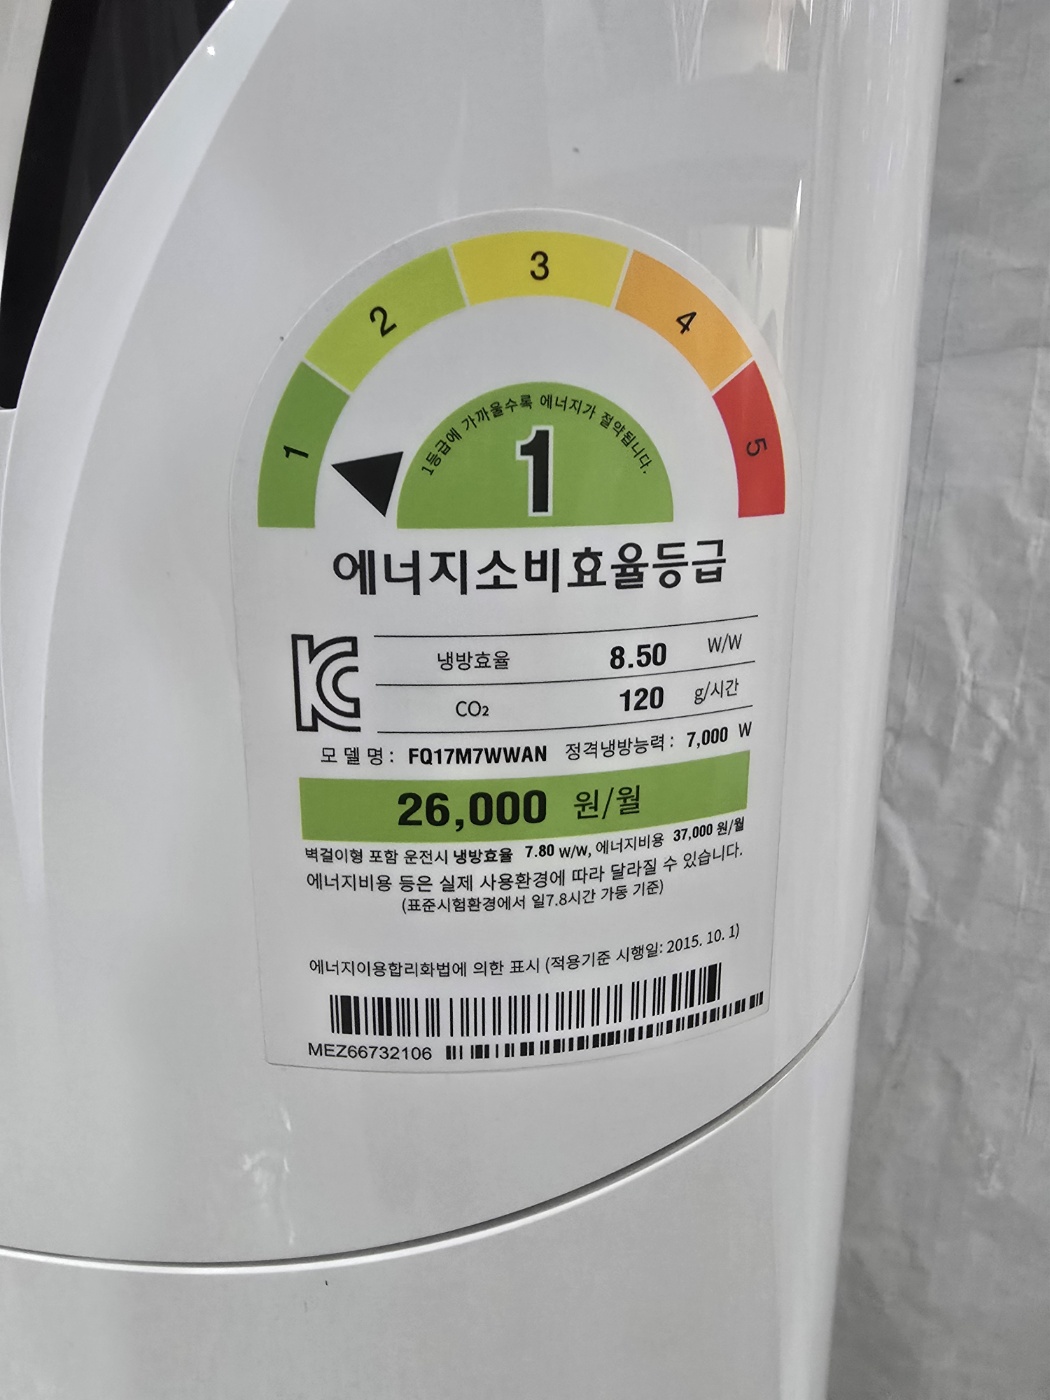 1 2 3 4 5
1등급에 가까울수록 에너지가 절약됩니다.
1
에너지소비효율등급
냉방효율 8.50 W/W
CO₂ 120 g/시간
모델명: FQ17M7WWAN 정격냉방능력: 7,000 W
26,000 원/월
벽걸이형 포함 운전시 냉방효율 7.80 W/W, 에너지비용 37,000 원/월
에너지비용 등은 실제 사용환경에 따라 달라질 수 있습니다.
(표준시험환경에서 일7.8시간 가동 기준)
에너지이용합리화법에 의한 표시 (적용기준 시행일: 2015. 10. 1)
MEZ66732106